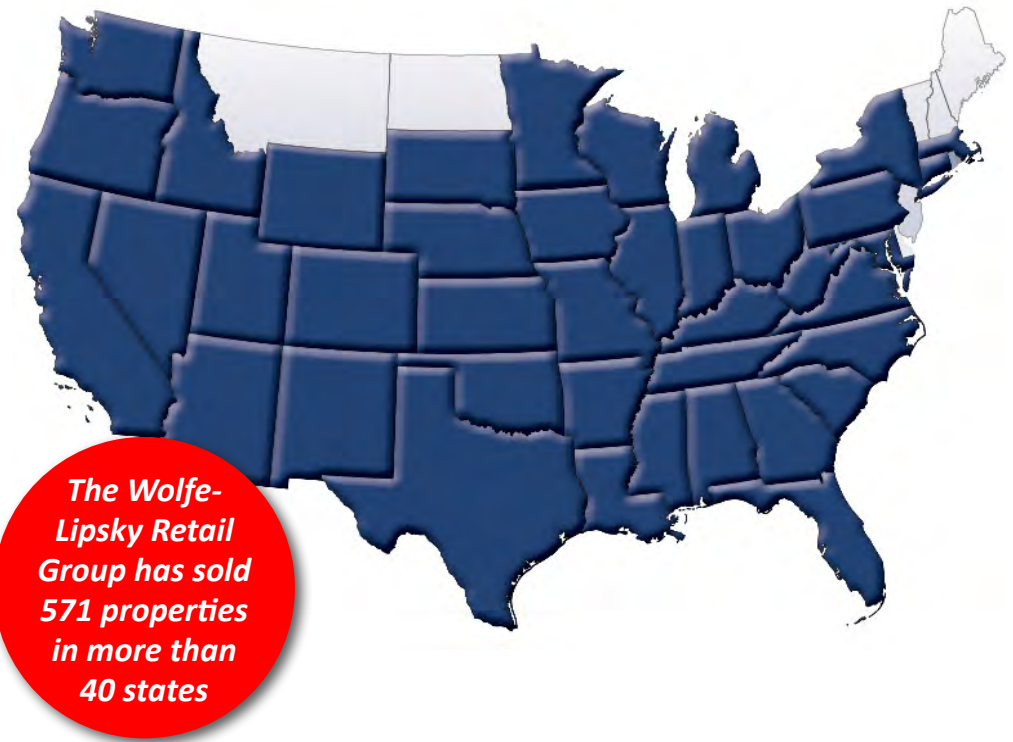 The Wolfe-
Lipsky Retail
Group has sold
571 properties
in more than
40 states